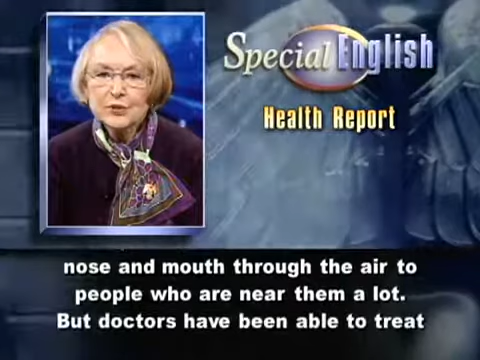 Special English
Health Report
nose and mouth through the air to
people who are near them a lot.
But doctors have been able to treat